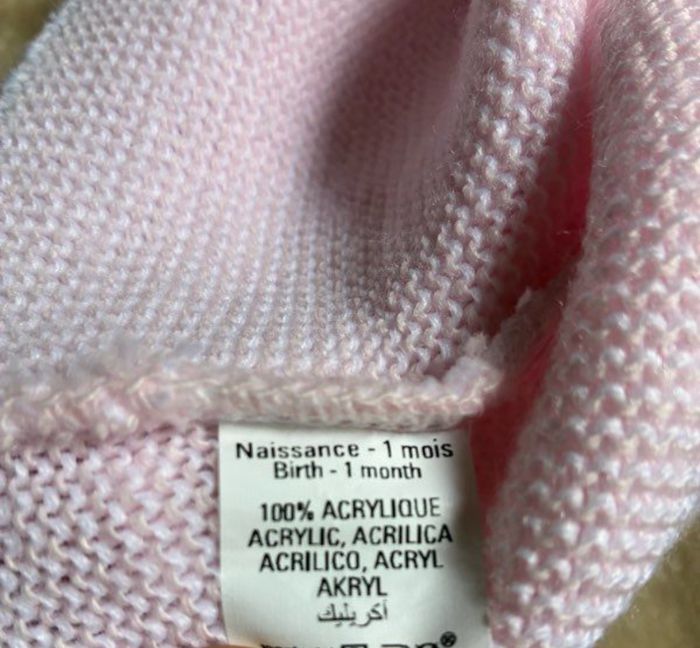 Naissance - 1 mois
Birth - 1 month
100% ACRYLIQUE
ACRYLIC, ACRILICA
ACRILICO, ACRYL
AKRYL
أكريليك